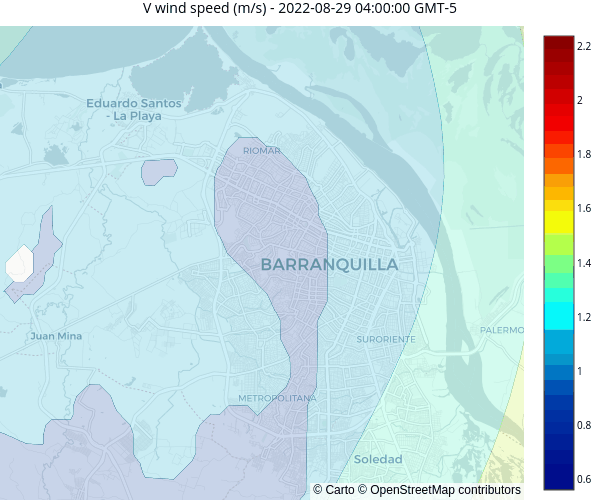 V wind speed (m/s) - 2022-08-29 04:00:00 GMT-5
2.2
Eduardo Santos
- La Playa
2
RIOMAR
1.8
1.6
BARRANQUILLA
1.4
1.2
Juan Mina
SURORIENTE
PALERMO
1
METROPOLITANA
0.8
Soledad
0.6
© Carto © OpenStreetMap contributors